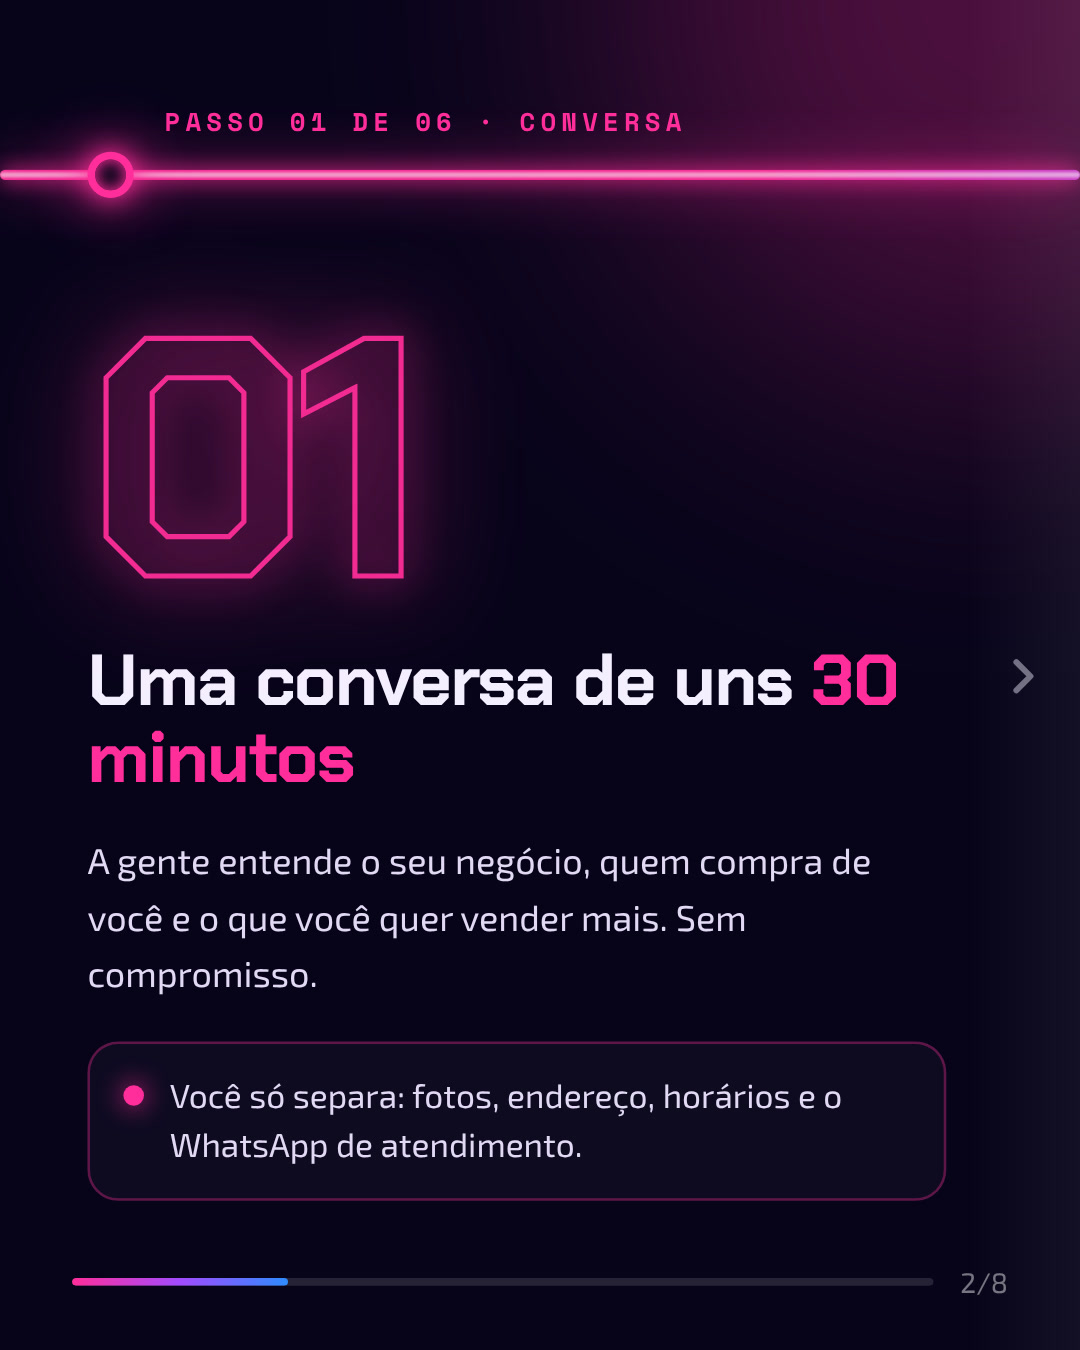 PASSO 01 DE 06 · CONVERSA
01
Uma conversa de uns 30
minutos
A gente entende o seu negócio, quem compra de
você e o que você quer vender mais. Sem
compromisso.
Você só separa: fotos, endereço, horários e o
WhatsApp de atendimento.
2/8